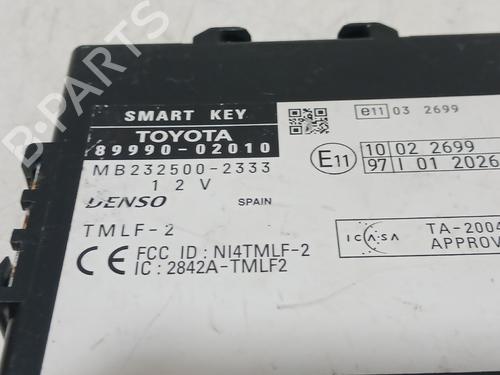 SMART KEY
TOYOTA
89990-02010
MB232500-2333
12V
DENSO SPAIN
TMLF-2
CE FCC ID : NI4TMLF-2
IC : 2842A-TMLF2
e11 03 2699
E11 10 02 2699
97 I 01 2026
ICASA TA-2004
APPROV
B-PARTS